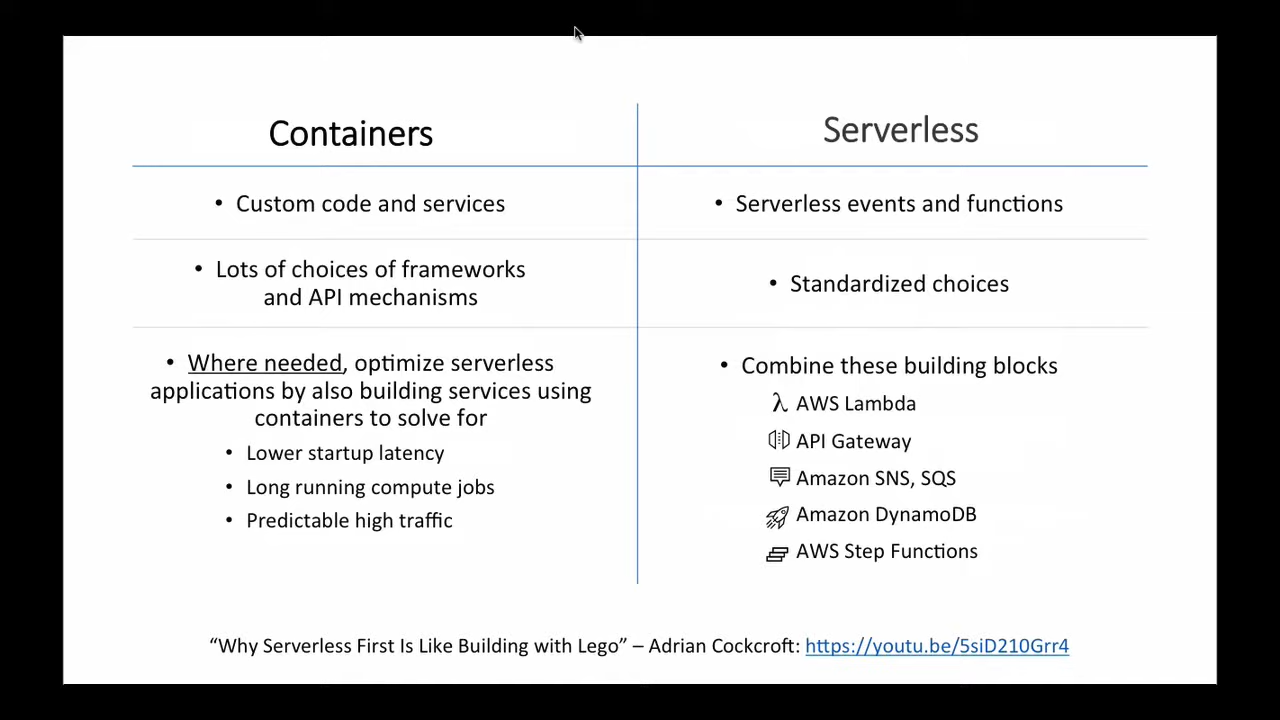 Containers
Serverless
• Custom code and services
• Serverless events and functions
• Lots of choices of frameworks
and API mechanisms
• Standardized choices
• Where needed, optimize serverless
applications by also building services using
containers to solve for
• Lower startup latency
• Long running compute jobs
• Predictable high traffic
• Combine these building blocks
λ AWS Lambda
API Gateway
Amazon SNS, SQS
Amazon DynamoDB
AWS Step Functions
“Why Serverless First Is Like Building with Lego” – Adrian Cockcroft: https://youtu.be/5siD210Grr4